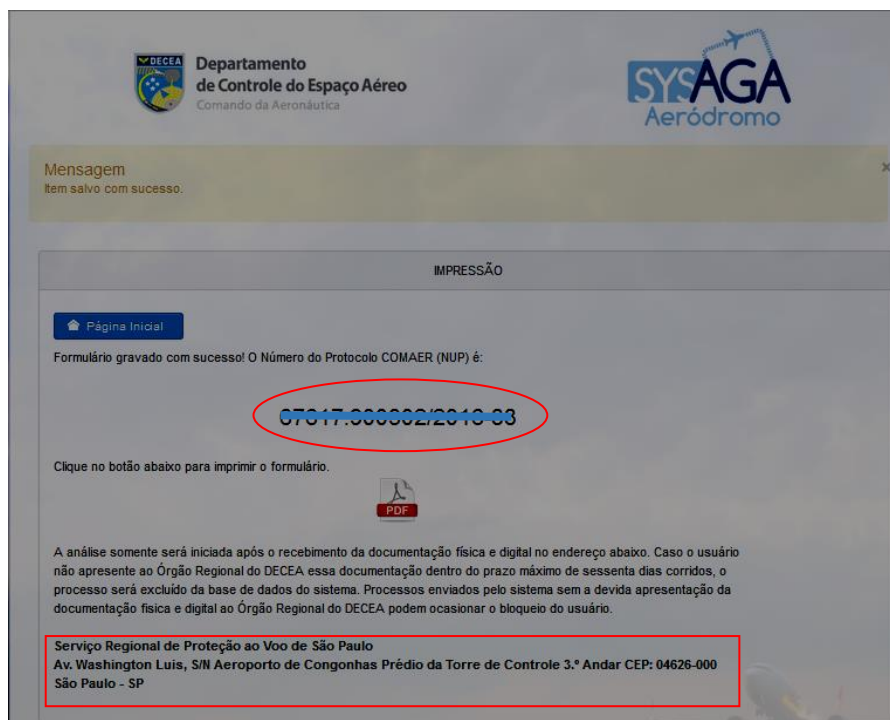 DECEA
Departamento
de Controle do Espaço Aéreo
Comando da Aeronáutica
SYSAGA
Aeródromo
Mensagem
Item salvo com sucesso.
×
IMPRESSÃO
Página Inicial
Formulário gravado com sucesso! O Número do Protocolo COMAER (NUP) é:
Clique no botão abaixo para imprimir o formulário.
PDF
A análise somente será iniciada após o recebimento da documentação física e digital no endereço abaixo. Caso o usuário
não apresente ao Órgão Regional do DECEA essa documentação dentro do prazo máximo de sessenta dias corridos, o
processo será excluído da base de dados do sistema. Processos enviados pelo sistema sem a devida apresentação da
documentação fisica e digital ao Órgão Regional do DECEA podem ocasionar o bloqueio do usuário.
Serviço Regional de Proteção ao Voo de São Paulo
Av. Washington Luis, S/N Aeroporto de Congonhas Prédio da Torre de Controle 3.º Andar CEP: 04626-000
São Paulo - SP